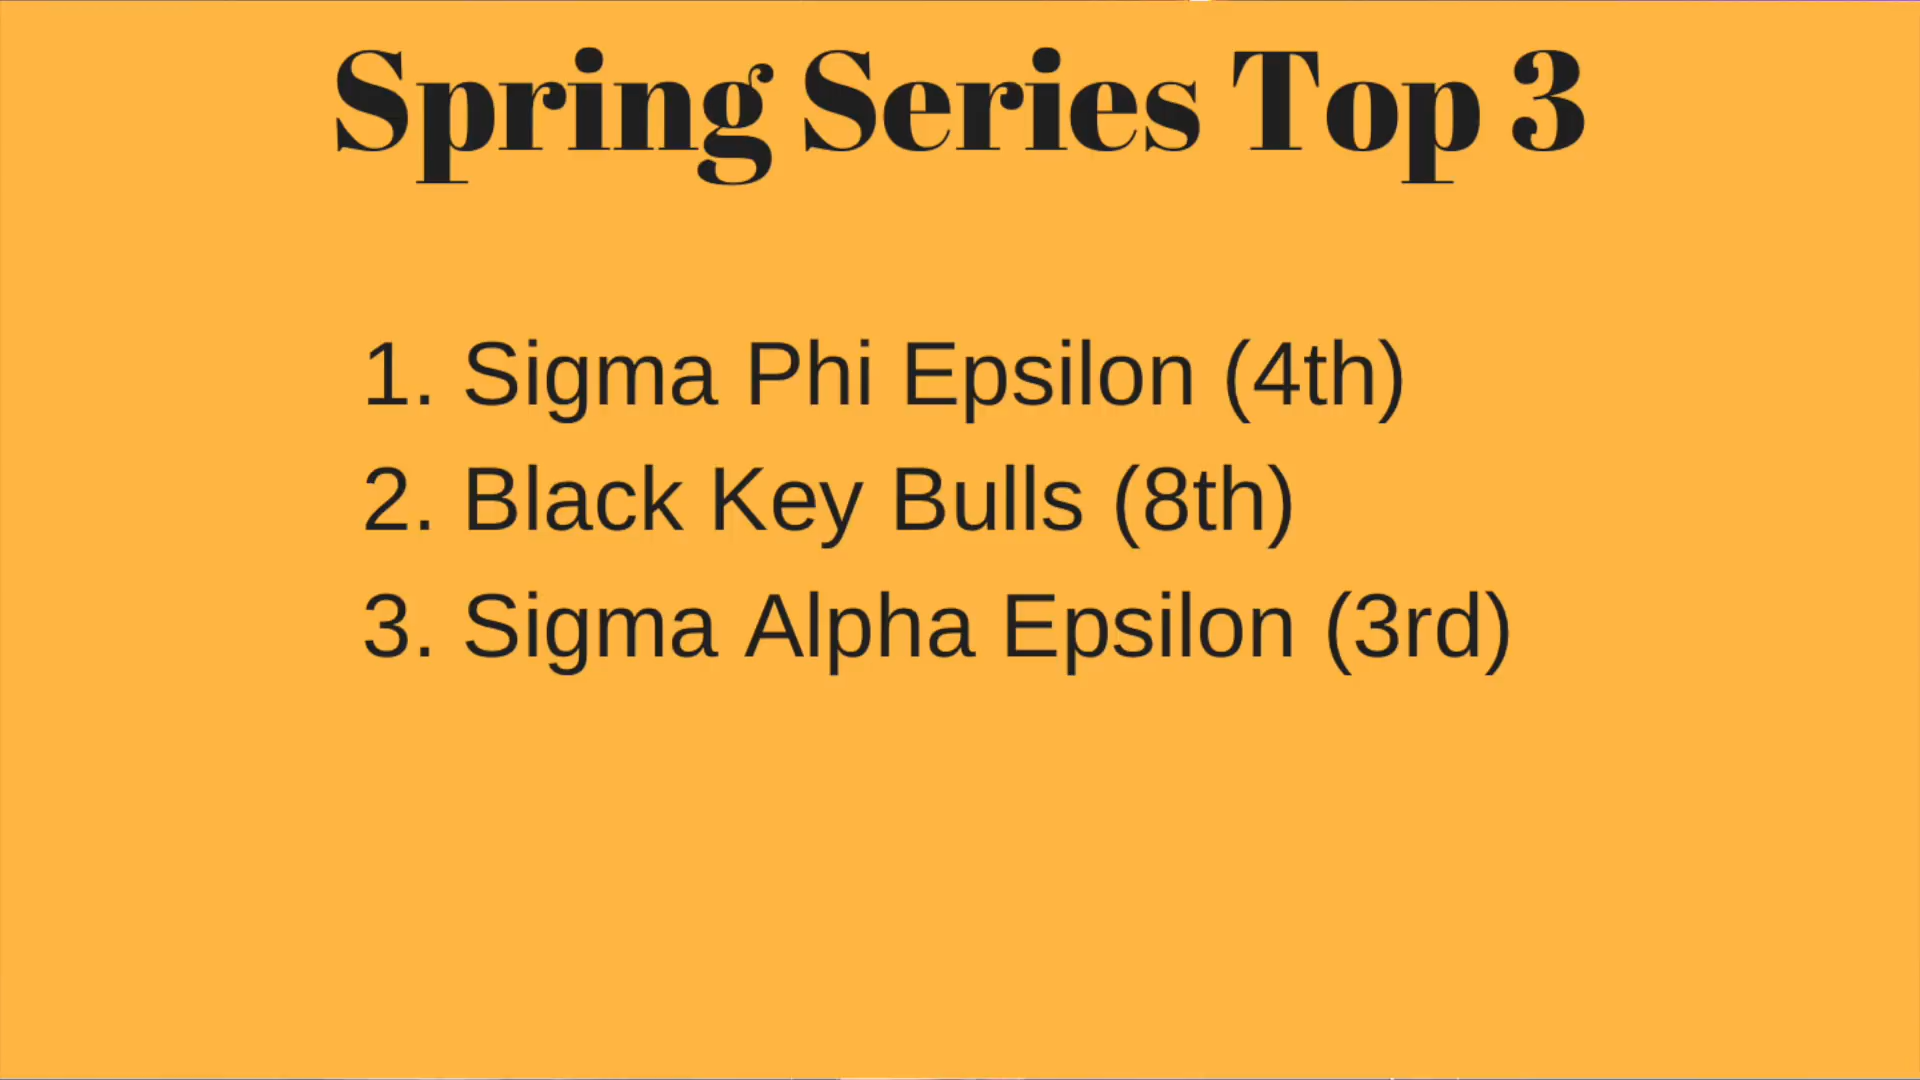 Spring Series Top 3
1. Sigma Phi Epsilon (4th)
2. Black Key Bulls (8th)
3. Sigma Alpha Epsilon (3rd)